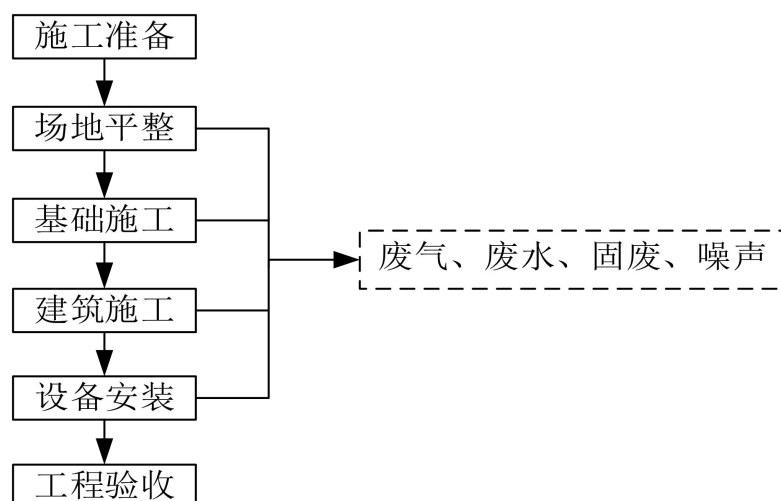 施工准备
场地平整
基础施工
废气、废水、固废、噪声
建筑施工
设备安装
工程验收